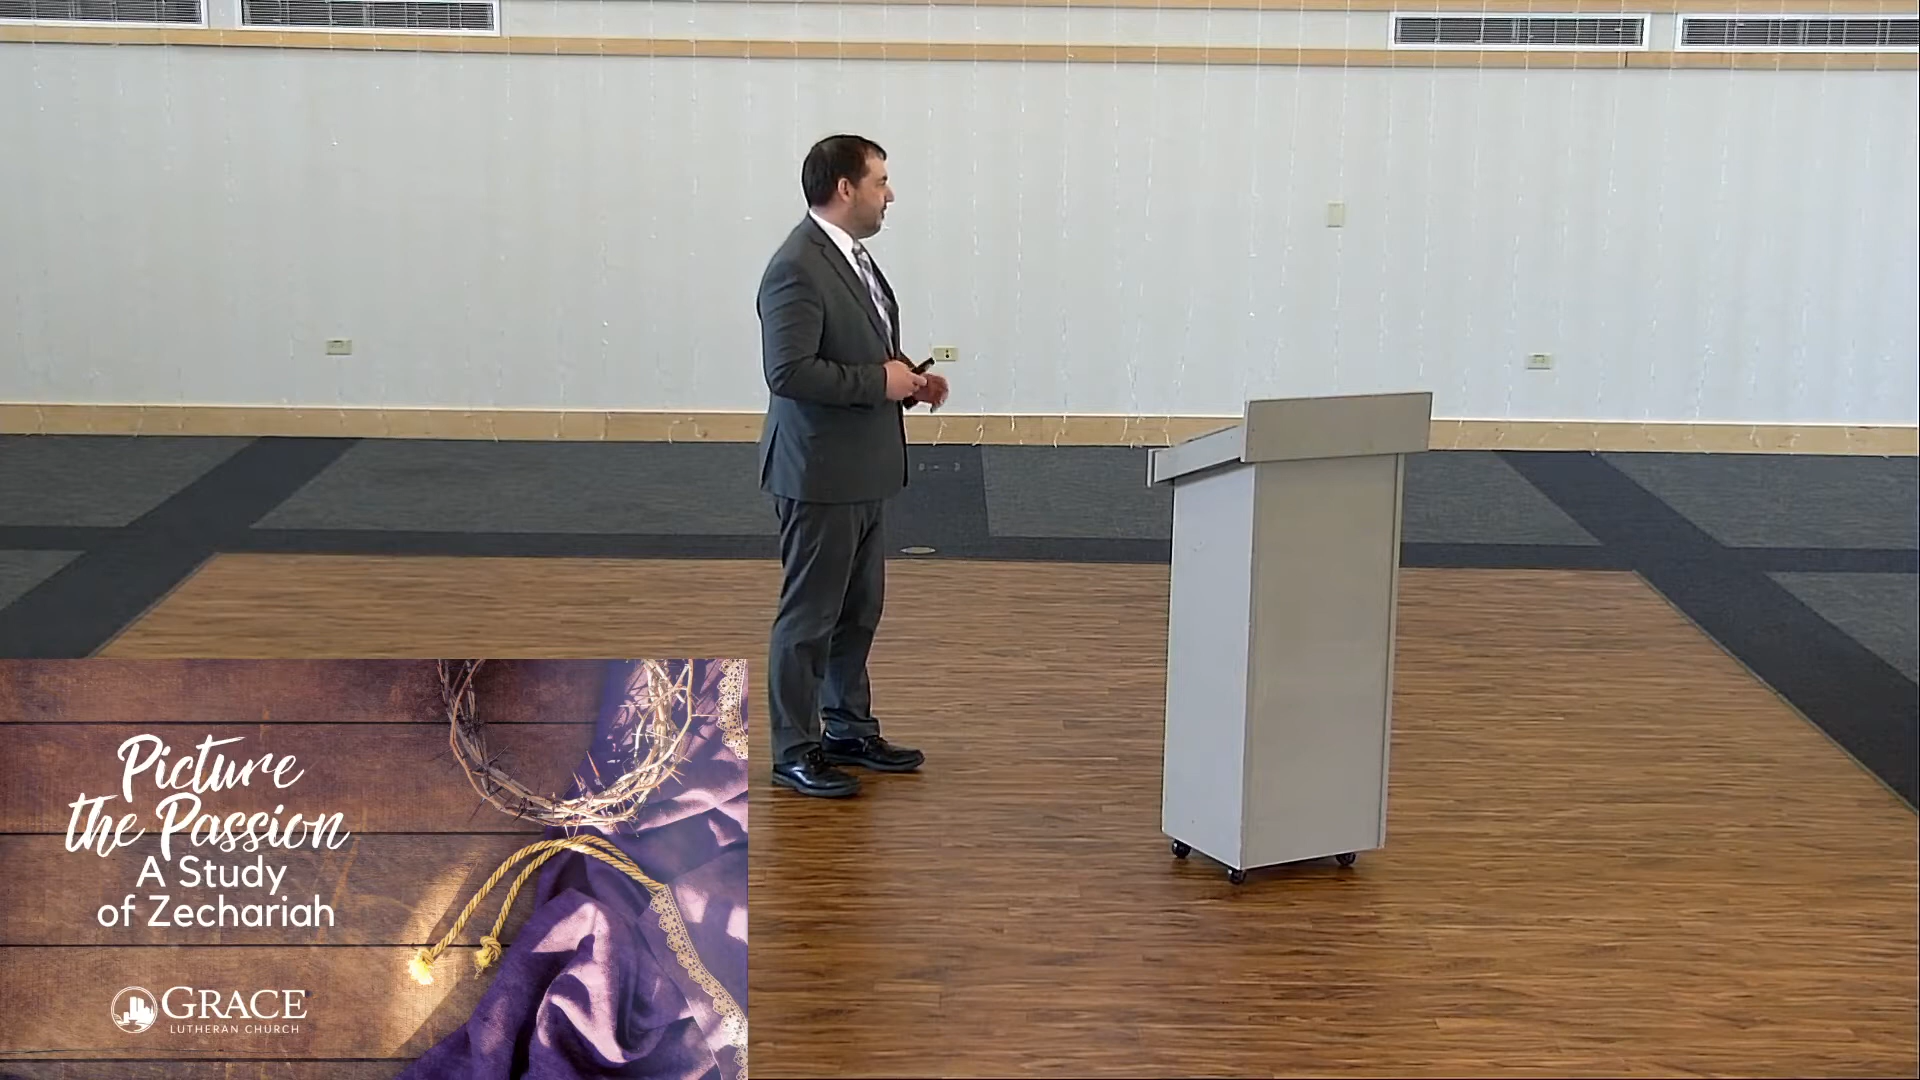 Picture
the Passion
A Study
of Zechariah
GRACE
LUTHERAN CHURCH